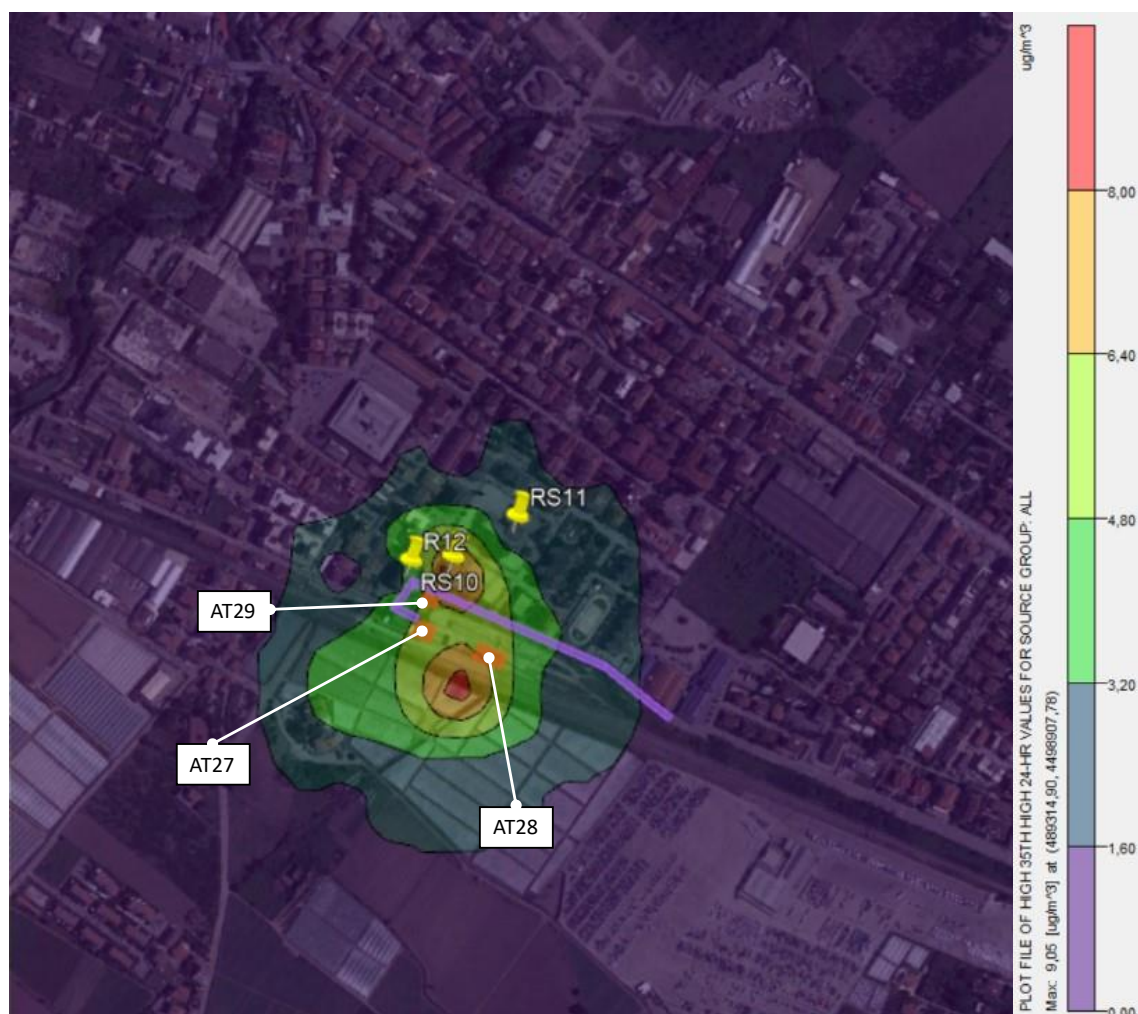 RS11
R12
RS10
AT29
AT27
AT28
ug/m^3
8,00
6,40
4,80
3,20
1,60
0,00
PLOT FILE OF HIGH 35TH HIGH 24-HR VALUES FOR SOURCE GROUP: ALL
Max: 9,05 [ug/m^3] at (489314,90, 4498907,78)